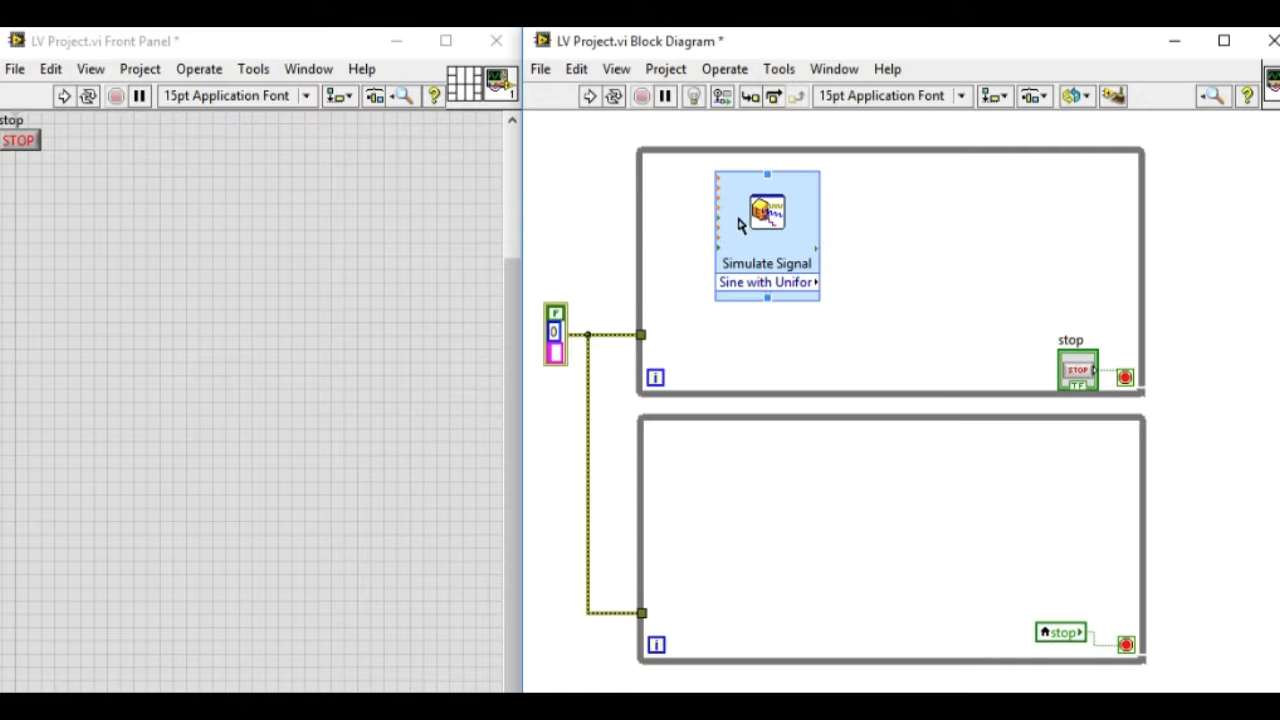 LV Project.vi Front Panel *
File Edit View Project Operate Tools Window Help
15pt Application Font
?
1
stop
STOP
LV Project.vi Block Diagram *
File Edit View Project Operate Tools Window Help
15pt Application Font
?
Simulate Signal
Sine with Unifor
F
0
i
stop
STOP
TF
i
stop